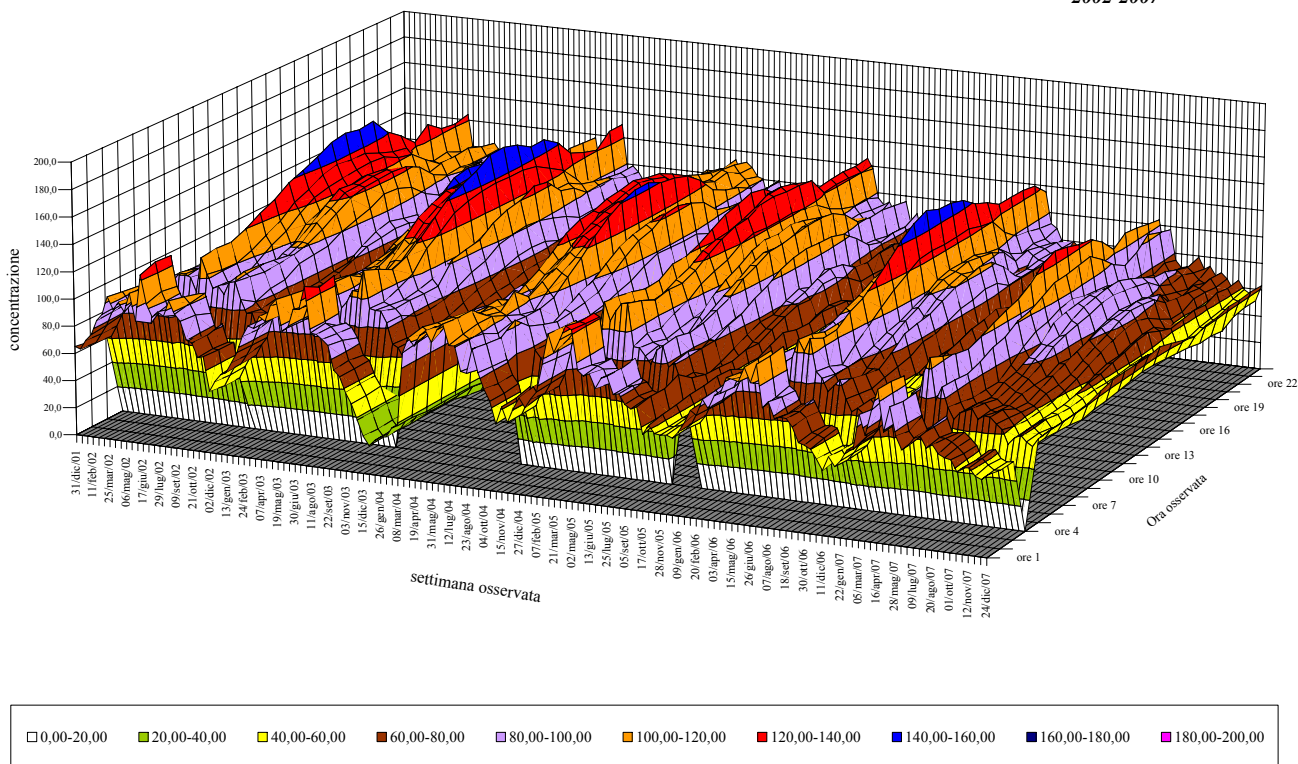 2002-2007
concentrazione
200,0
180,0
160,0
140,0
120,0
100,0
80,0
60,0
40,0
20,0
0,0
31/dic/01
11/feb/02
25/mar/02
06/mag/02
17/giu/02
29/lug/02
09/set/02
21/ott/02
02/dic/02
13/gen/03
24/feb/03
07/apr/03
19/mag/03
30/giu/03
11/ago/03
22/set/03
03/nov/03
15/dic/03
26/gen/04
08/mar/04
19/apr/04
31/mag/04
12/lug/04
23/ago/04
04/ott/04
15/nov/04
27/dic/04
07/feb/05
21/mar/05
02/mag/05
13/giu/05
25/lug/05
05/set/05
17/ott/05
28/nov/05
09/gen/06
20/feb/06
03/apr/06
15/mag/06
26/giu/06
07/ago/06
18/set/06
30/ott/06
11/dic/06
22/gen/07
05/mar/07
16/apr/07
28/mag/07
09/lug/07
20/ago/07
01/ott/07
12/nov/07
24/dic/07
settimana osservata
ore 1
ore 4
ore 7
ore 10
ore 13
ore 16
ore 19
ore 22
Ora osservata
0,00-20,00
20,00-40,00
40,00-60,00
60,00-80,00
80,00-100,00
100,00-120,00
120,00-140,00
140,00-160,00
160,00-180,00
180,00-200,00